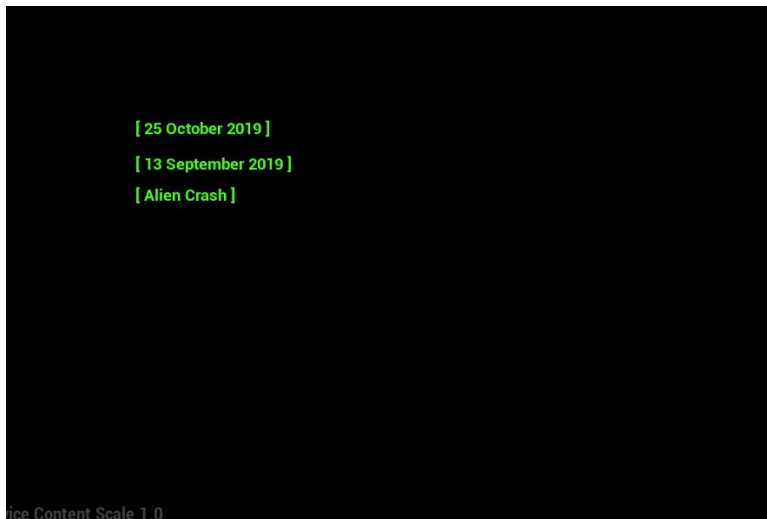 [ 25 October 2019 ]
[ 13 September 2019 ]
[ Alien Crash ]
Content Scale 1.0